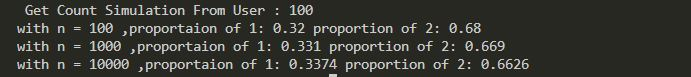 Get Count Simulation From User : 100
with n = 100 ,proportaion of 1: 0.32 proportion of 2: 0.68
with n = 1000 ,proportaion of 1: 0.331 proportion of 2: 0.669
with n = 10000 ,proportaion of 1: 0.3374 proportion of 2: 0.6626